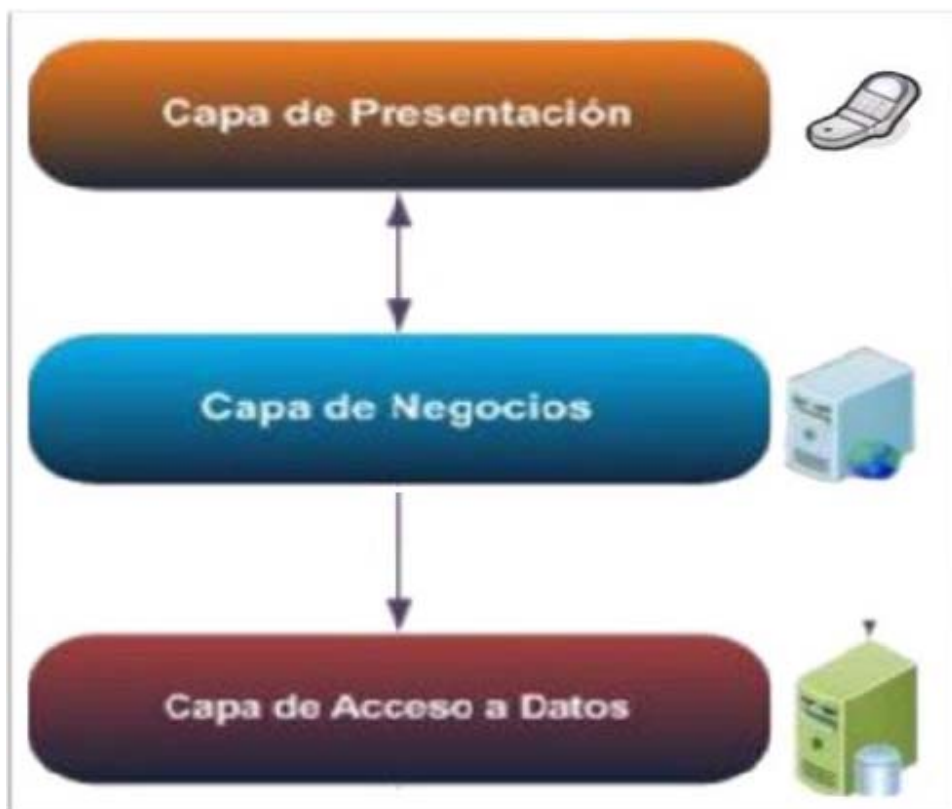 Capa de Presentación
Capa de Negocios
Capa de Acceso a Datos